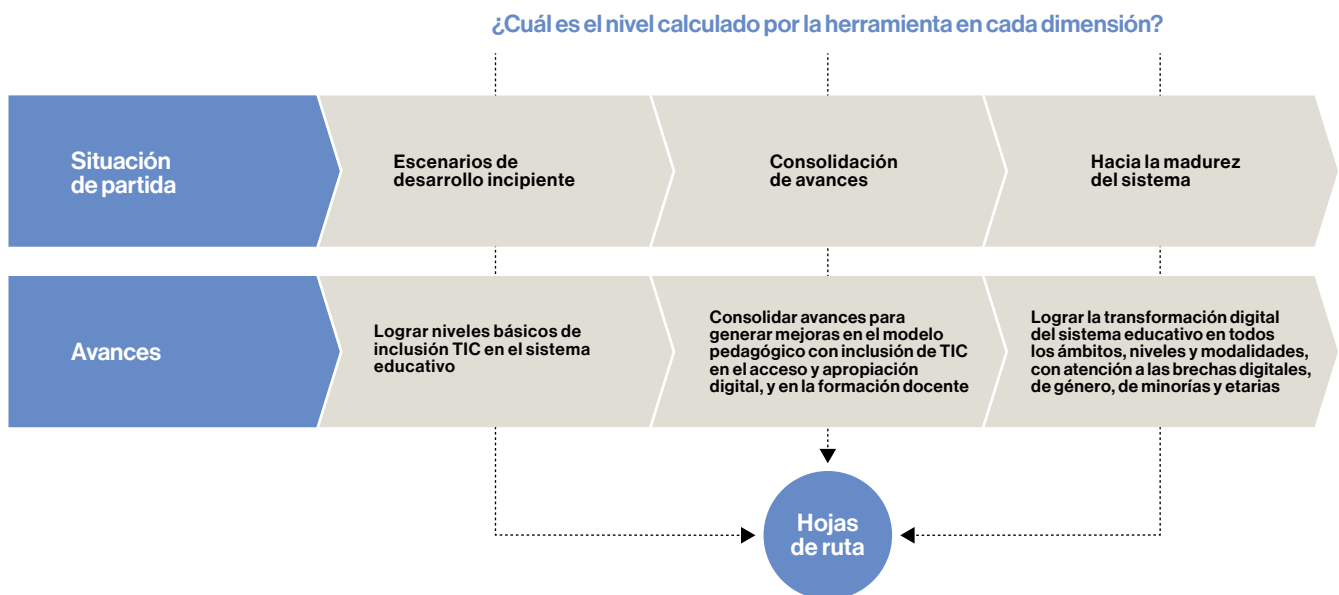 ¿Cuál es el nivel calculado por la herramienta en cada dimensión?
Situación
de partida
Escenarios de
desarrollo incipiente
Consolidación
de avances
Hacia la madurez
del sistema
Avances
Lograr niveles básicos de
inclusión TIC en el sistema
educativo
Consolidar avances para
generar mejoras en el modelo
pedagógico con inclusión de TIC
en el acceso y apropiación
digital, y en la formación docente
Lograr la transformación digital
del sistema educativo en todos
los ámbitos, niveles y modalidades,
con atención a las brechas digitales,
de género, de minorías y etarias
Hojas
de ruta